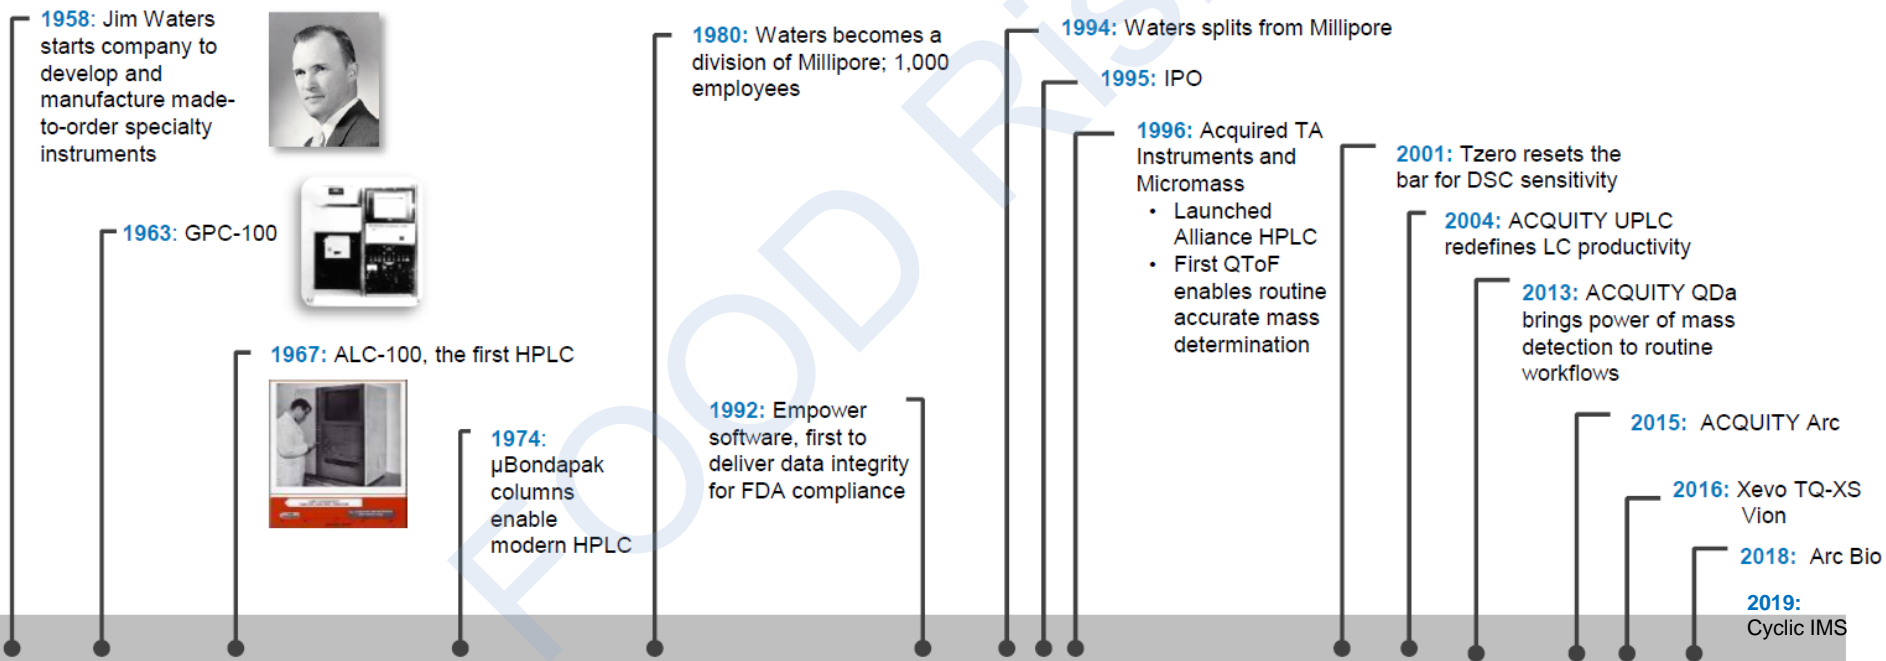 1958: Jim Waters
starts company to
develop and
manufacture made-
to-order specialty
instruments
1963: GPC-100
1967: ALC-100, the first HPLC
1974:
µBondapak
columns
enable
modern HPLC
1980: Waters becomes a
division of Millipore; 1,000
employees
1992: Empower
software, first to
deliver data integrity
for FDA compliance
1994: Waters splits from Millipore
1995: IPO
1996: Acquired TA
Instruments and
Micromass
• Launched
Alliance HPLC
• First QToF
enables routine
accurate mass
determination
2001: Tzero resets the
bar for DSC sensitivity
2004: ACQUITY UPLC
redefines LC productivity
2013: ACQUITY QDa
brings power of mass
detection to routine
workflows
2015: ACQUITY Arc
2016: Xevo TQ-XS
Vion
2018: Arc Bio
2019:
Cyclic IMS
FOOD Ris